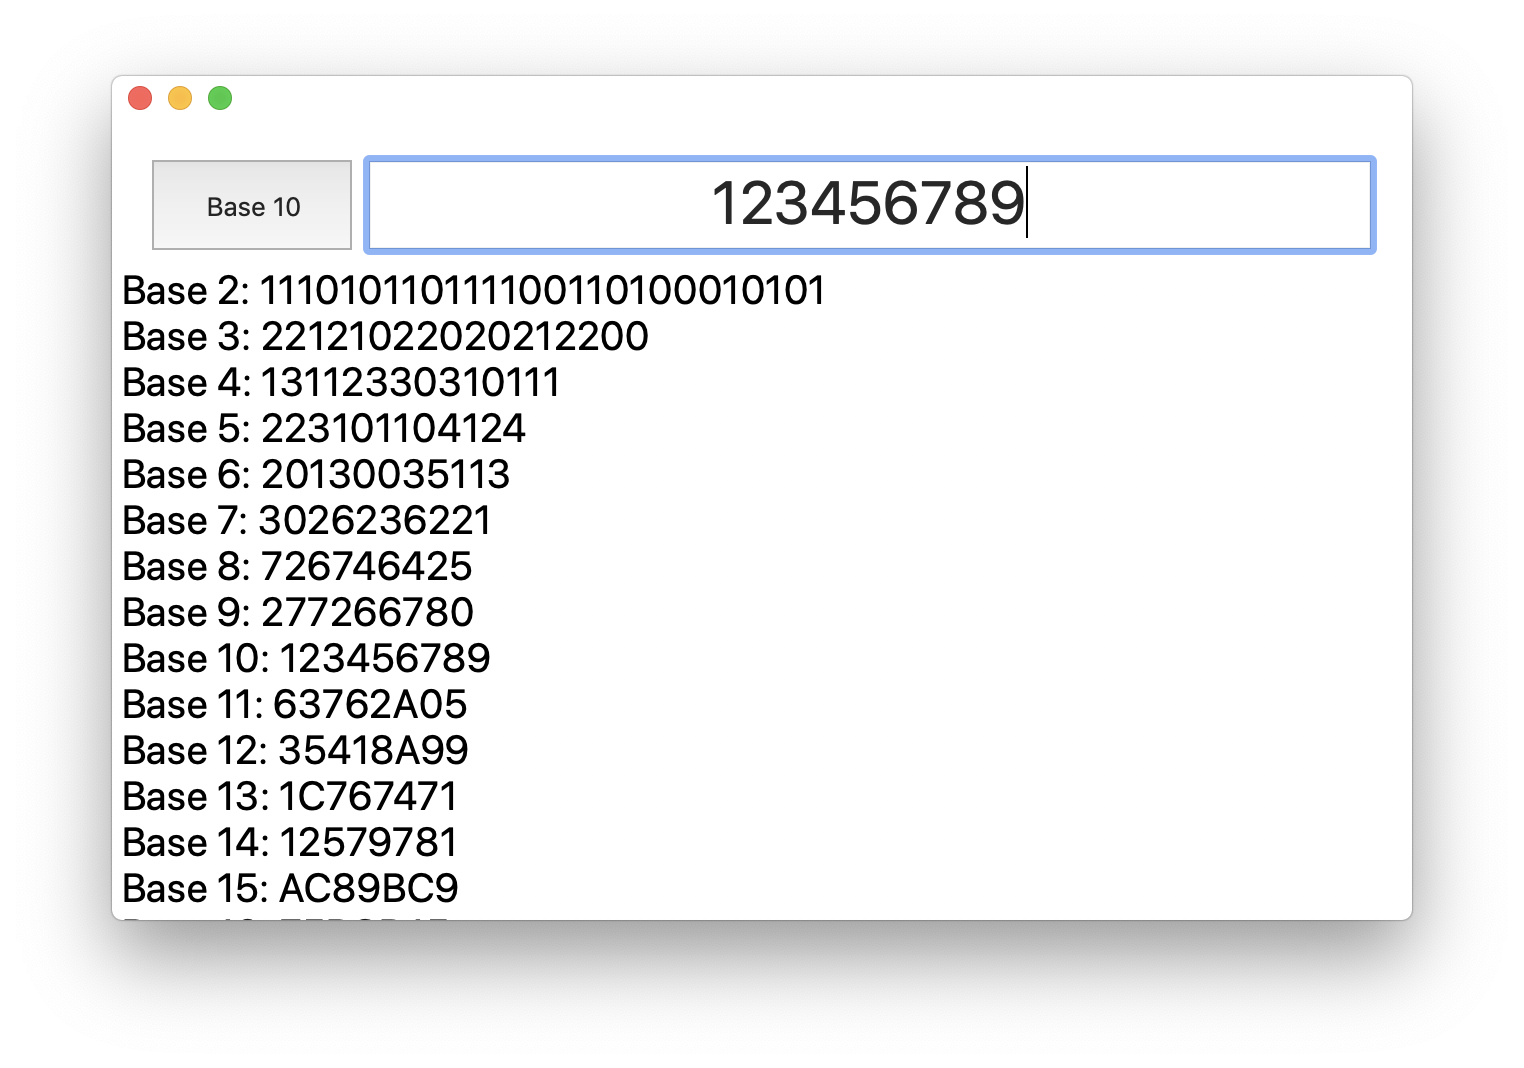 Base 10
123456789
Base 2: 111010110111100110100010101
Base 3: 22121022020212200
Base 4: 13112330310111
Base 5: 223101104124
Base 6: 20130035113
Base 7: 3026236221
Base 8: 726746425
Base 9: 277266780
Base 10: 123456789
Base 11: 63762A05
Base 12: 35418A99
Base 13: 1C767471
Base 14: 12579781
Base 15: AC89BC9